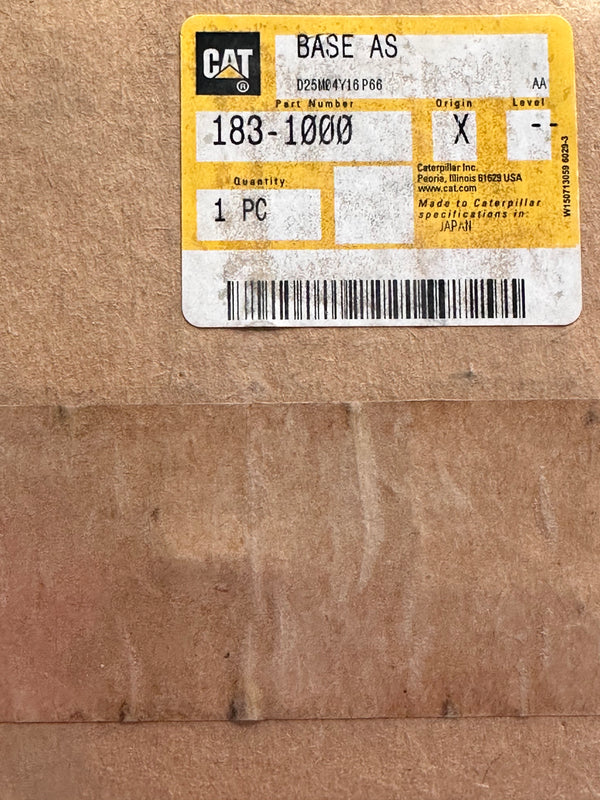 CAT®
BASE AS
D25M04Y16P66 AA
Part Number Origin Level
183-1000 X --
Caterpillar Inc.
Peoria, Illinois 61629 USA
www.cat.com
Quantity
1 PC
Made to Caterpillar
specifications in:
JAPAN
W150713059 6029-3